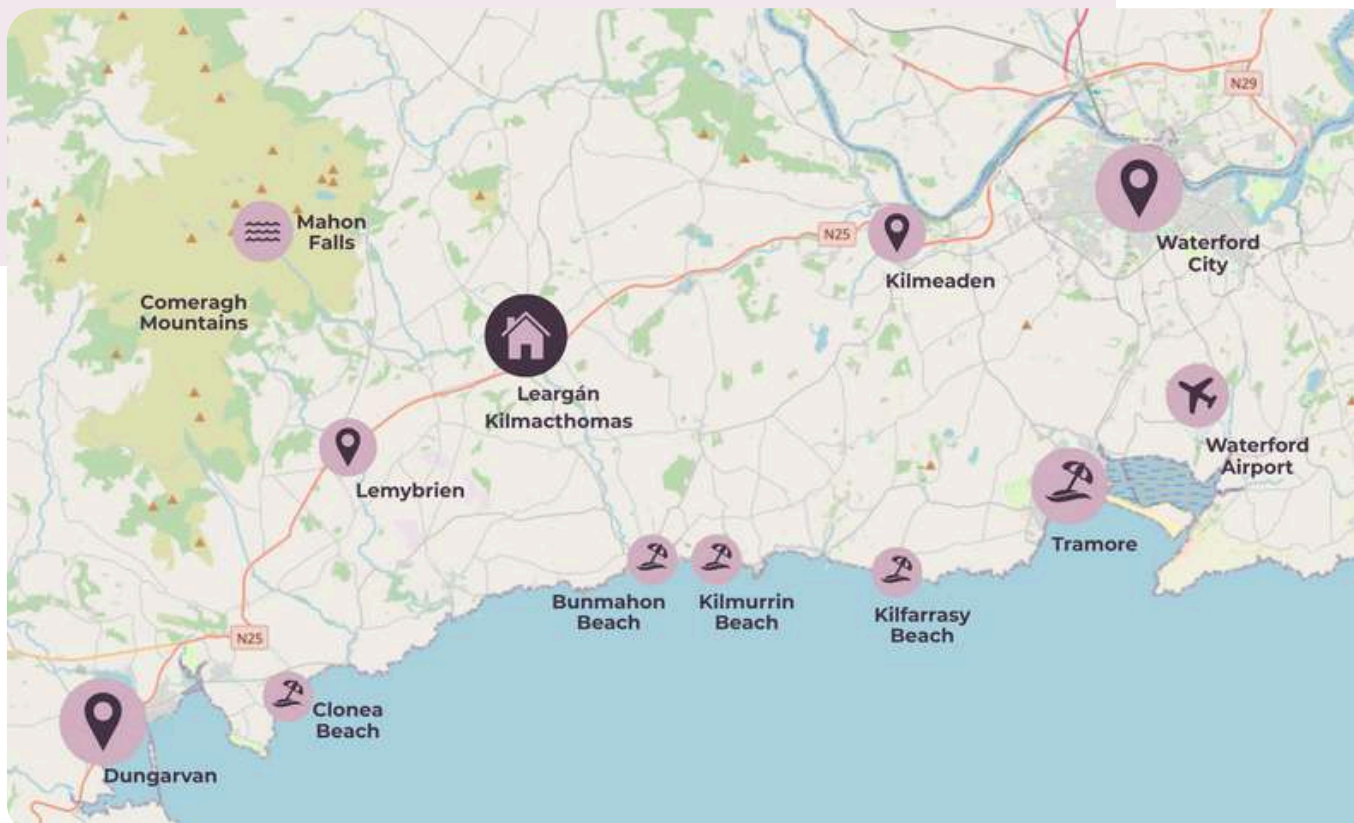 N29
Mahon
Falls
N25
Waterford
City
Kilmeaden
Comeragh
Mountains
Leargán
Kilmacthomas
Waterford
Airport
Lemybrien
Tramore
Bunmahon
Beach
Kilmurrin
Beach
Kilfarrasy
Beach
N25
Clonea
Beach
Dungarvan